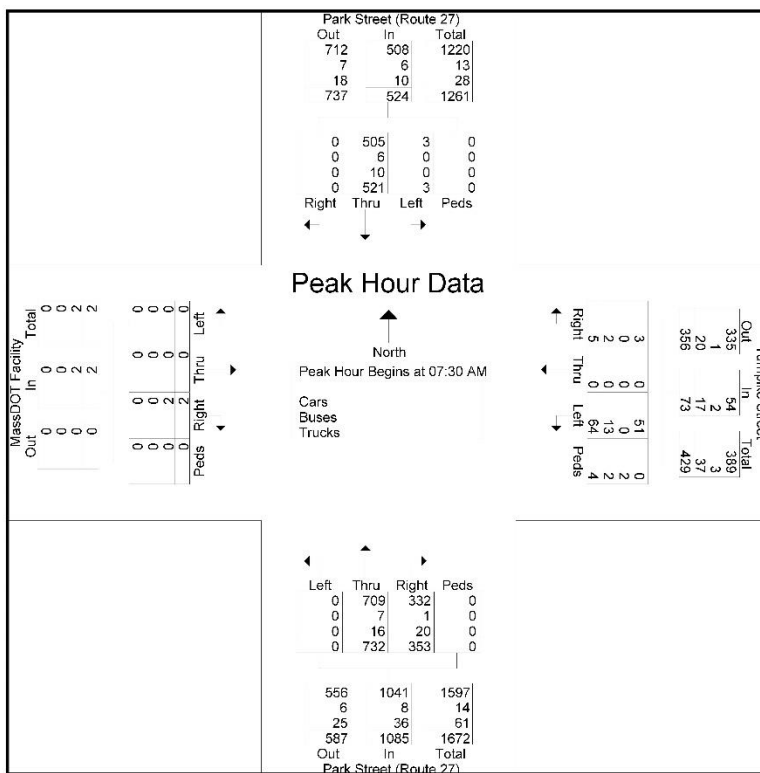 Park Street (Route 27)
Out In Total
712 508 1220
7 6 13
18 10 28
737 524 1261
0 505 3 0
0 6 0 0
0 10 0 0
0 521 3 0
Right Thru Left Peds
MassDOT Facility
Out In Total
0 0 0
0 0 0
0 2 2
0 2 2
0 0 0 0
0 0 0 0
0 2 0 0
0 2 0 0
Peds Right Thru Left
Peak Hour Data
North
Peak Hour Begins at 07:30 AM
Cars
Buses
Trucks
Turnpike Street
Out In Total
335 54 389
1 2 3
20 17 37
356 73 429
3 0 51 0
0 0 0 2
2 0 13 2
5 0 64 4
Right Thru Left Peds
Left Thru Right Peds
0 709 332 0
0 7 1 0
0 16 20 0
0 732 353 0
556 1041 1597
6 8 14
25 36 61
587 1085 1672
Out In Total
Park Street (Route 27)